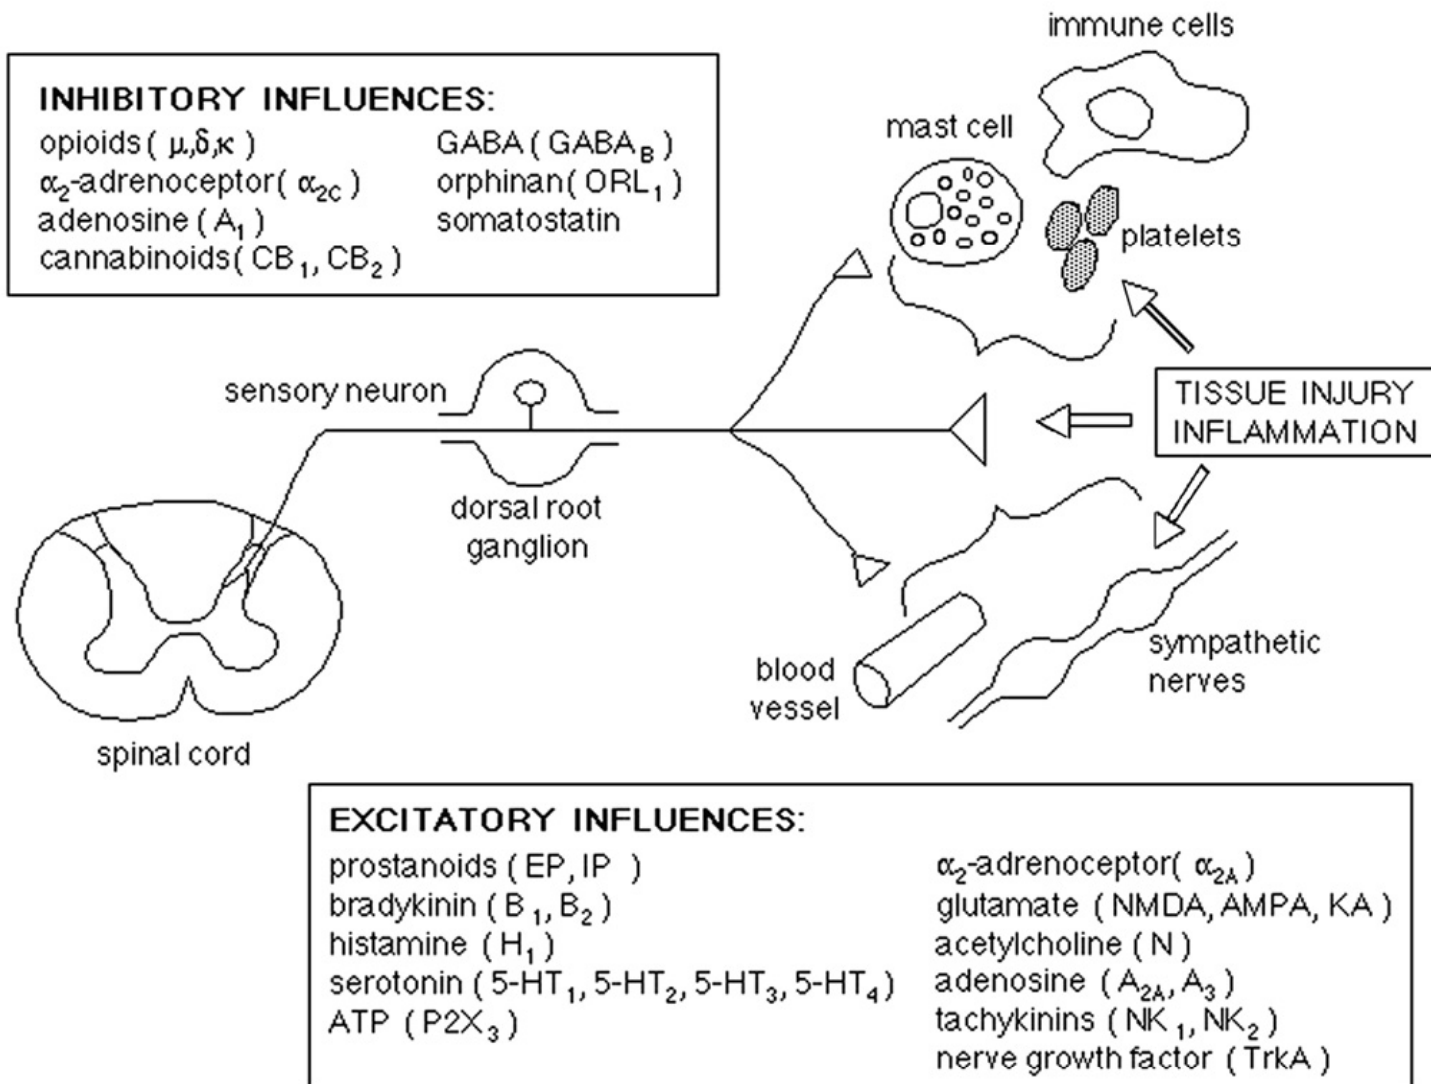 immune cells
INHIBITORY INFLUENCES:
opioids ( μ,δ,κ )
α₂-adrenoceptor( α₂C )
adenosine ( A₁ )
cannabinoids( CB₁, CB₂ )
GABA ( GABA_B )
orphinan( ORL₁ )
somatostatin
mast cell
platelets
sensory neuron
TISSUE INJURY
INFLAMMATION
dorsal root
ganglion
blood
vessel
sympathetic
nerves
spinal cord
EXCITATORY INFLUENCES:
prostanoids ( EP, IP )
bradykinin ( B₁, B₂ )
histamine ( H₁ )
serotonin ( 5-HT₁, 5-HT₂, 5-HT₃, 5-HT₄ )
ATP ( P2X₃ )
α₂-adrenoceptor( α₂A )
glutamate ( NMDA, AMPA, KA )
acetylcholine ( N )
adenosine ( A₂A, A₃ )
tachykinins ( NK₁, NK₂ )
nerve growth factor ( TrkA )